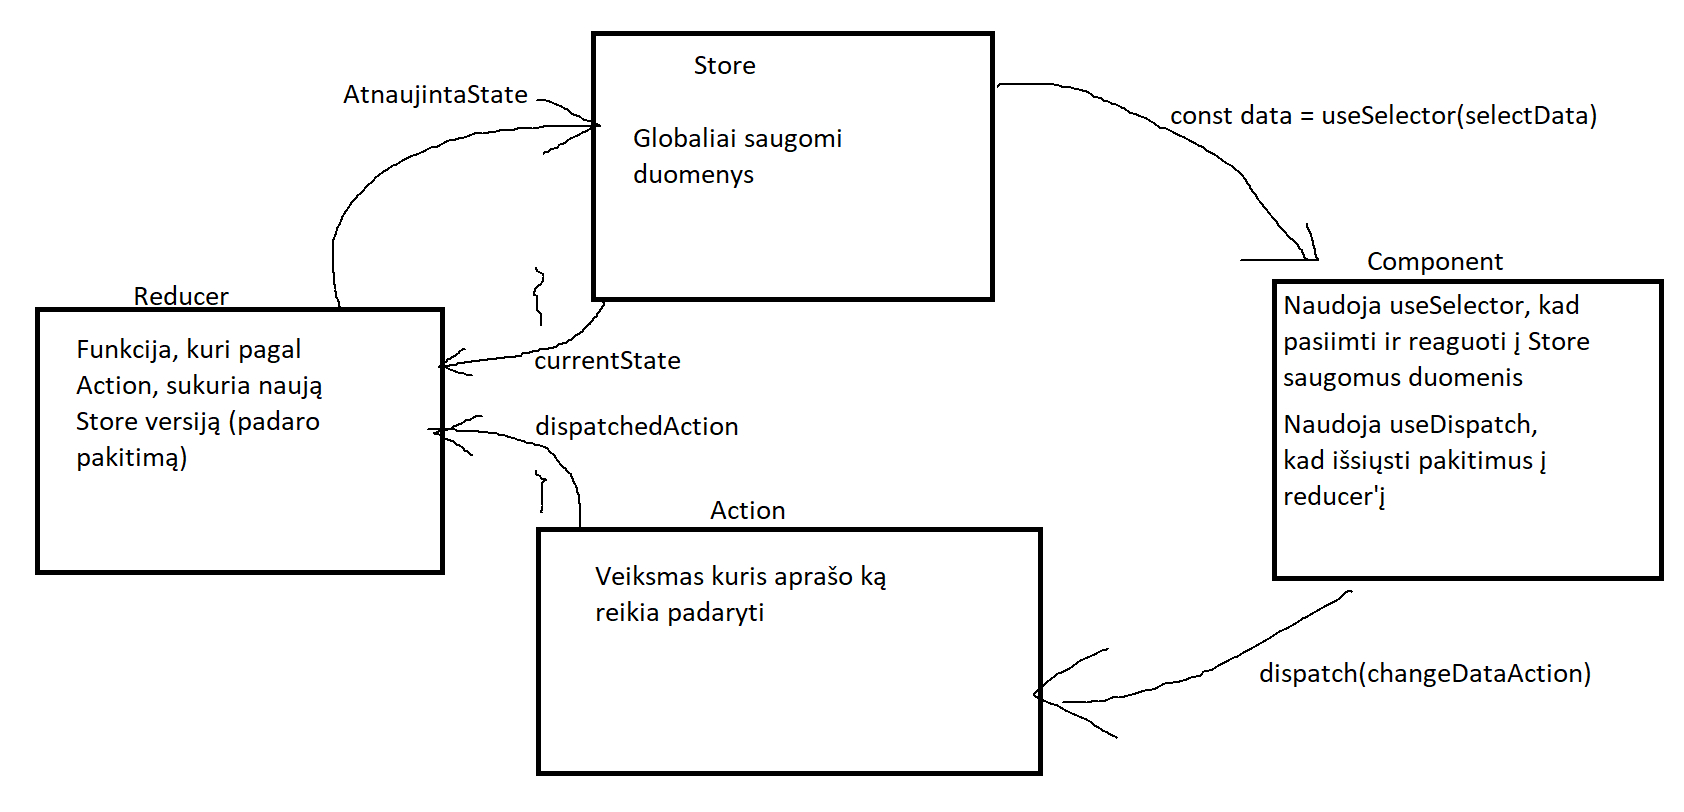 Store
AtnaujintaState
const data = useSelector(selectData)
Globaliai saugomi
duomenys
Component
Reducer
Naudoja useSelector, kad
pasiimti ir reaguoti į Store
saugomus duomenis
Funkcija, kuri pagal
Action, sukuria naują
Store versiją (padaro
pakitimą)
currentState
Naudoja useDispatch,
kad išsiųsti pakitimus į
reducer'į
dispatchedAction
Action
Veiksmas kuris aprašo ką
reikia padaryti
dispatch(changeDataAction)